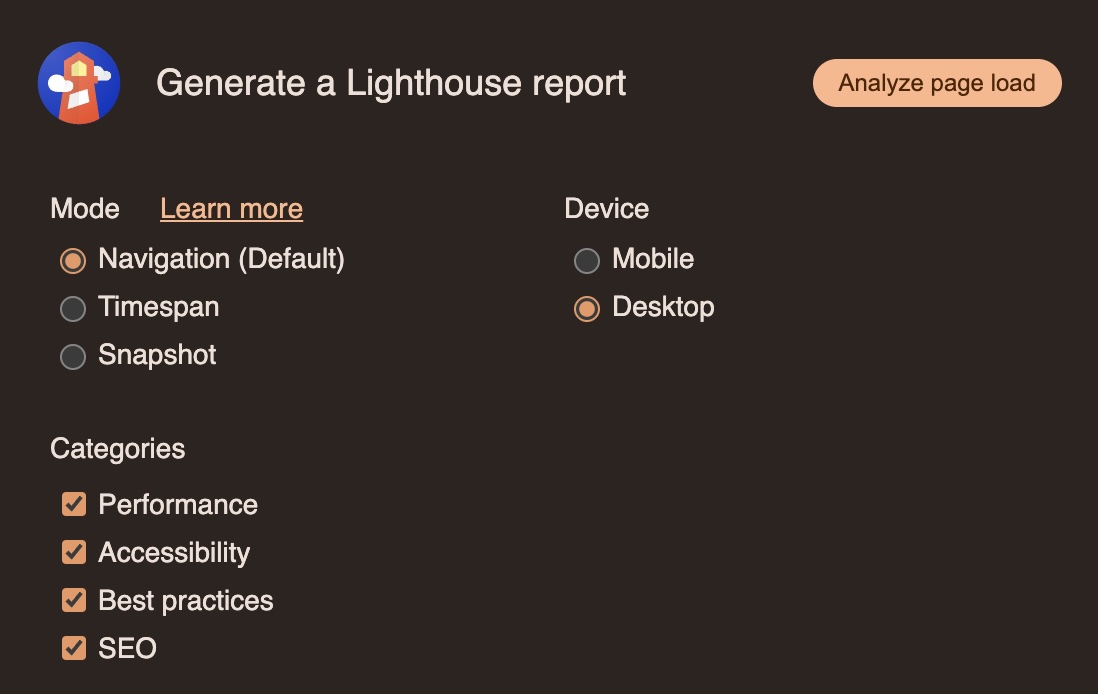 Generate a Lighthouse report
Analyze page load
Mode Learn more
Navigation (Default)
Timespan
Snapshot
Device
Mobile
Desktop
Categories
Performance
Accessibility
Best practices
SEO